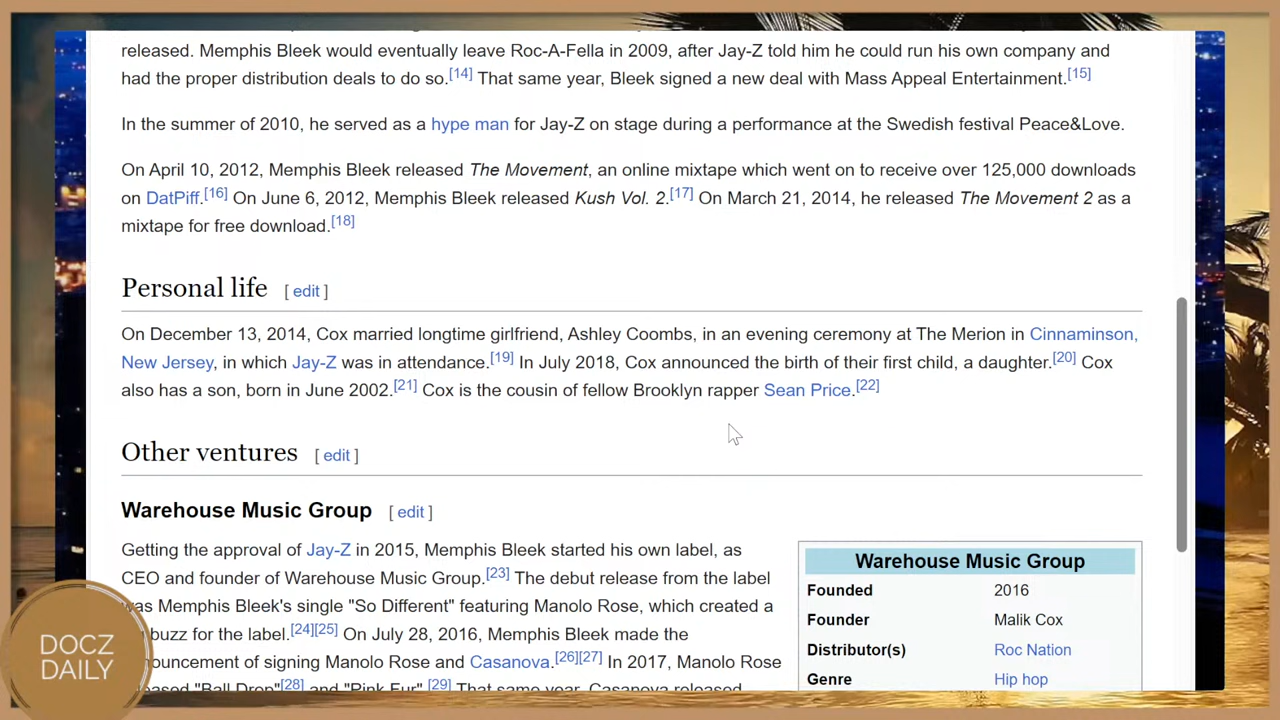 released. Memphis Bleek would eventually leave Roc-A-Fella in 2009, after Jay-Z told him he could run his own company and
had the proper distribution deals to do so.[14] That same year, Bleek signed a new deal with Mass Appeal Entertainment.[15]
In the summer of 2010, he served as a hype man for Jay-Z on stage during a performance at the Swedish festival Peace&Love.
On April 10, 2012, Memphis Bleek released The Movement, an online mixtape which went on to receive over 125,000 downloads
on DatPiff.[16] On June 6, 2012, Memphis Bleek released Kush Vol. 2.[17] On March 21, 2014, he released The Movement 2 as a
mixtape for free download.[18]
Personal life [ edit ]
On December 13, 2014, Cox married longtime girlfriend, Ashley Coombs, in an evening ceremony at The Merion in Cinnaminson,
New Jersey, in which Jay-Z was in attendance.[19] In July 2018, Cox announced the birth of their first child, a daughter.[20] Cox
also has a son, born in June 2002.[21] Cox is the cousin of fellow Brooklyn rapper Sean Price.[22]
Other ventures [ edit ]
Warehouse Music Group [ edit ]
Getting the approval of Jay-Z in 2015, Memphis Bleek started his own label, as
CEO and founder of Warehouse Music Group.[23] The debut release from the label
was Memphis Bleek's single "So Different" featuring Manolo Rose, which created a
buzz for the label.[24][25] On July 28, 2016, Memphis Bleek made the
signing Manolo Rose and Casanova.[26][27] In 2017, Manolo Rose
"Ball Drop"[28] and "Pink Fur".[29] That same year, Casanova released
Warehouse Music Group
Founded 2016
Founder Malik Cox
Distributor(s) Roc Nation
Genre Hip hop
DOCZ
DAILY